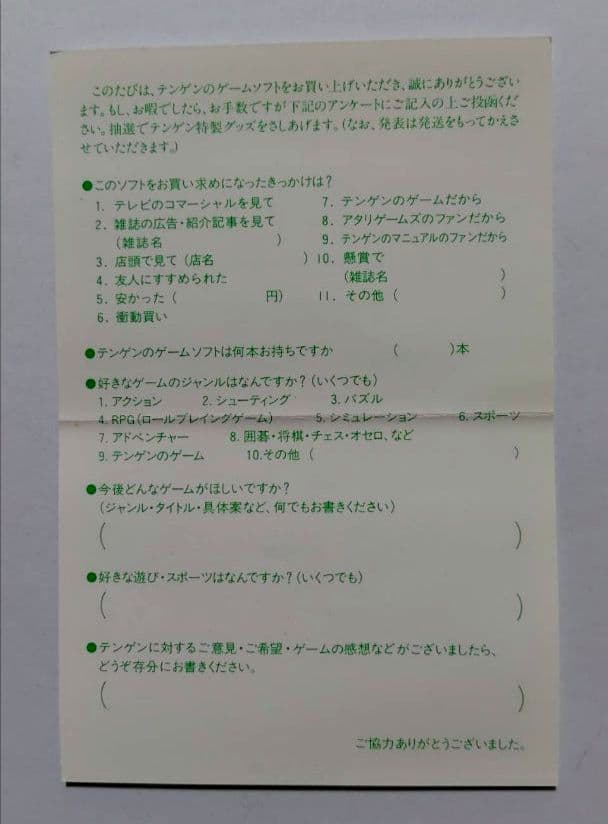 このたびは、テンゲンのゲームソフトをお買い上げいただき、誠にありがとうござい
ます。もし、お暇でしたら、お手数ですが下記のアンケートにご記入の上ご投函くだ
さい。抽選でテンゲン特製グッズをさしあげます。(なお、発表は発送をもってかえさ
せていただきます。)
●このソフトをお買い求めになったきっかけは?
1. テレビのコマーシャルを見て
2. 雑誌の広告・紹介記事を見て
(雑誌名 )
3. 店頭で見て(店名 )
4. 友人にすすめられた
5. 安かった( 円)
6. 衝動買い
7. テンゲンのゲームだから
8. アタリゲームズのファンだから
9. テンゲンのマニュアルのファンだから
10. 懸賞で
(雑誌名 )
11. その他( )
●テンゲンのゲームソフトは何本お持ちですか ( )本
●好きなゲームのジャンルはなんですか?(いくつでも)
1. アクション 2. シューティング 3. パズル
4. RPG(ロールプレイングゲーム) 5. シミュレーション 6. スポーツ
7. アドベンチャー 8. 囲碁・将棋・チェス・オセロ、など
9. テンゲンのゲーム 10.その他( )
●今後どんなゲームがほしいですか?
(ジャンル・タイトル・具体案など、何でもお書きください)
( )
●好きな遊び・スポーツはなんですか?(いくつでも)
( )
●テンゲンに対するご意見・ご希望・ゲームの感想などがございましたら、
どうぞ存分にお書きください。
( )
ご協力ありがとうございました。